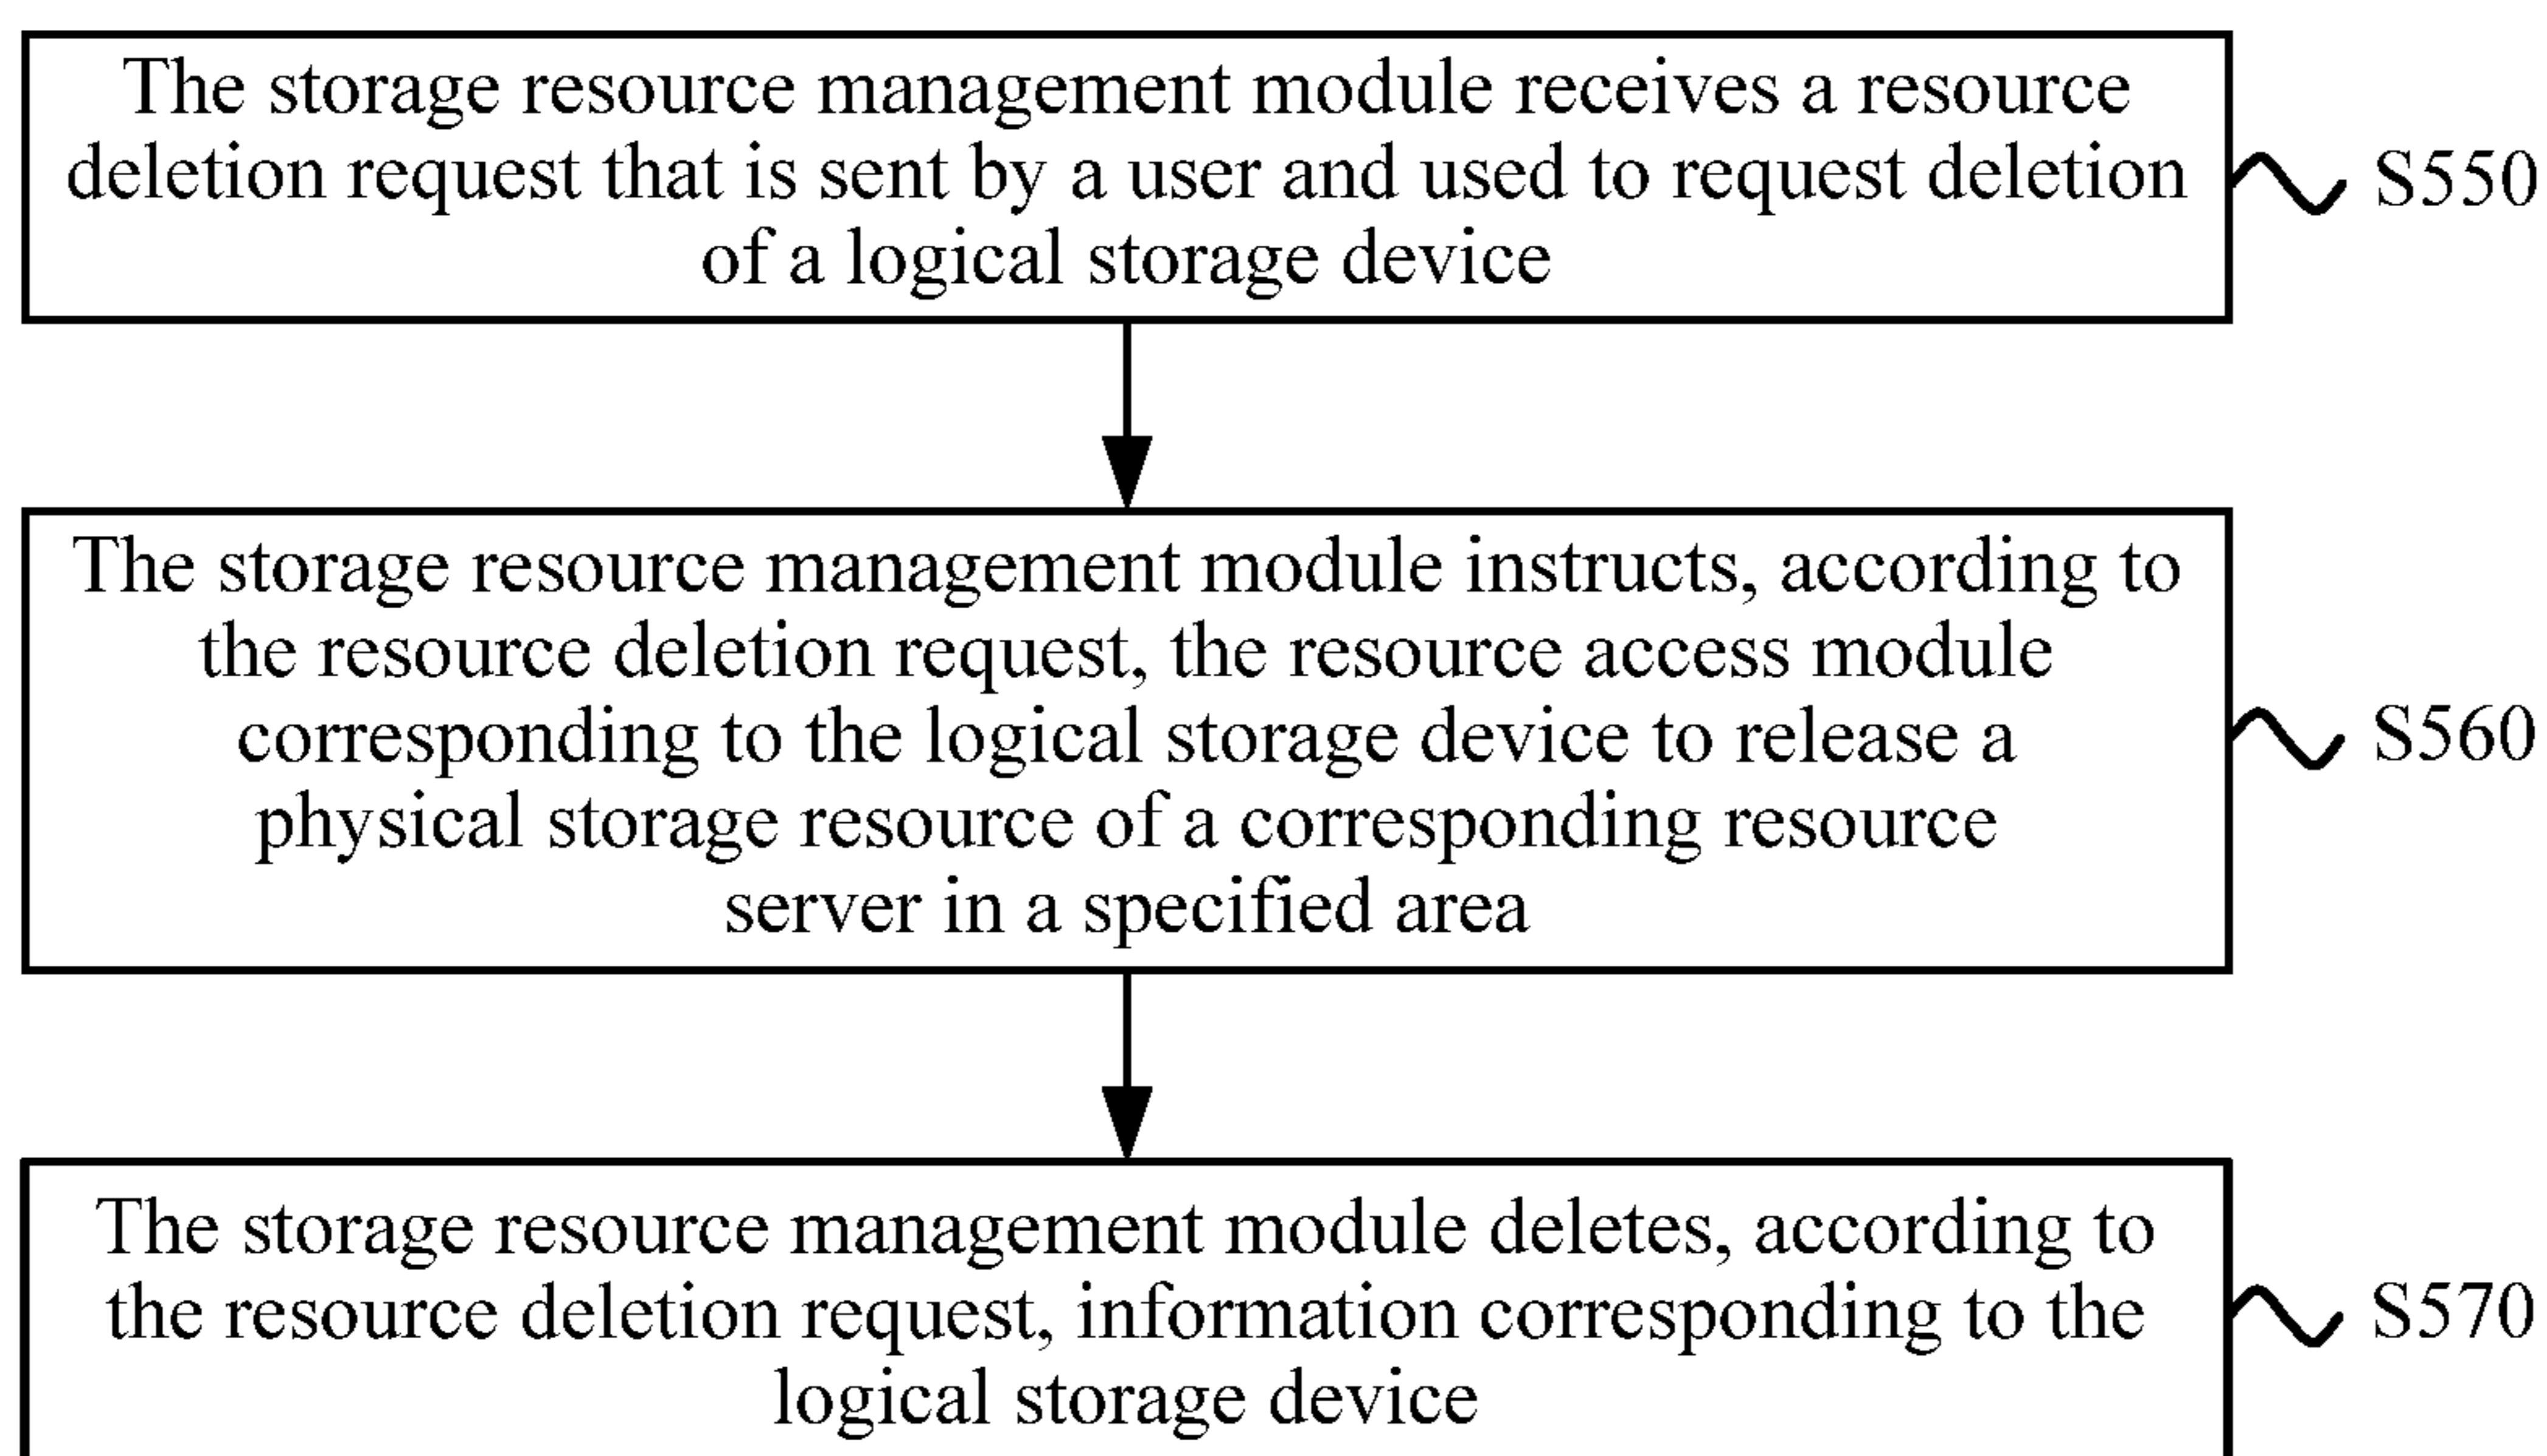 The storage resource management module receives a resource
deletion request that is sent by a user and used to request deletion
of a logical storage device
S550
The storage resource management module instructs, according to
the resource deletion request, the resource access module
corresponding to the logical storage device to release a
physical storage resource of a corresponding resource
server in a specified area
S560
The storage resource management module deletes, according to
the resource deletion request, information corresponding to the
logical storage device
S570